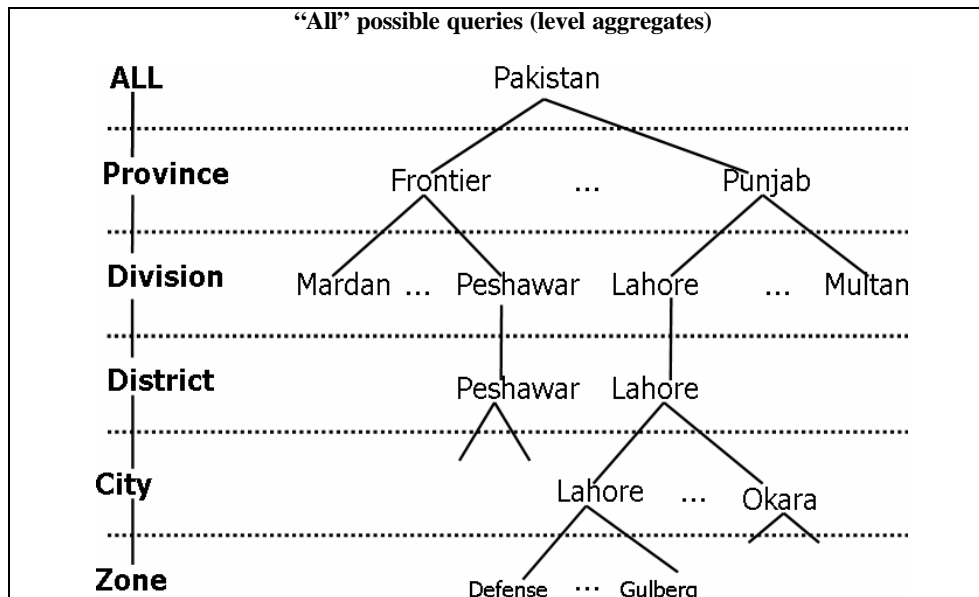 “All” possible queries (level aggregates)
ALL Pakistan
Province Frontier ... Punjab
Division Mardan ... Peshawar Lahore ... Multan
District Peshawar Lahore
City Lahore ... Okara
Zone Defense ... Gulberg